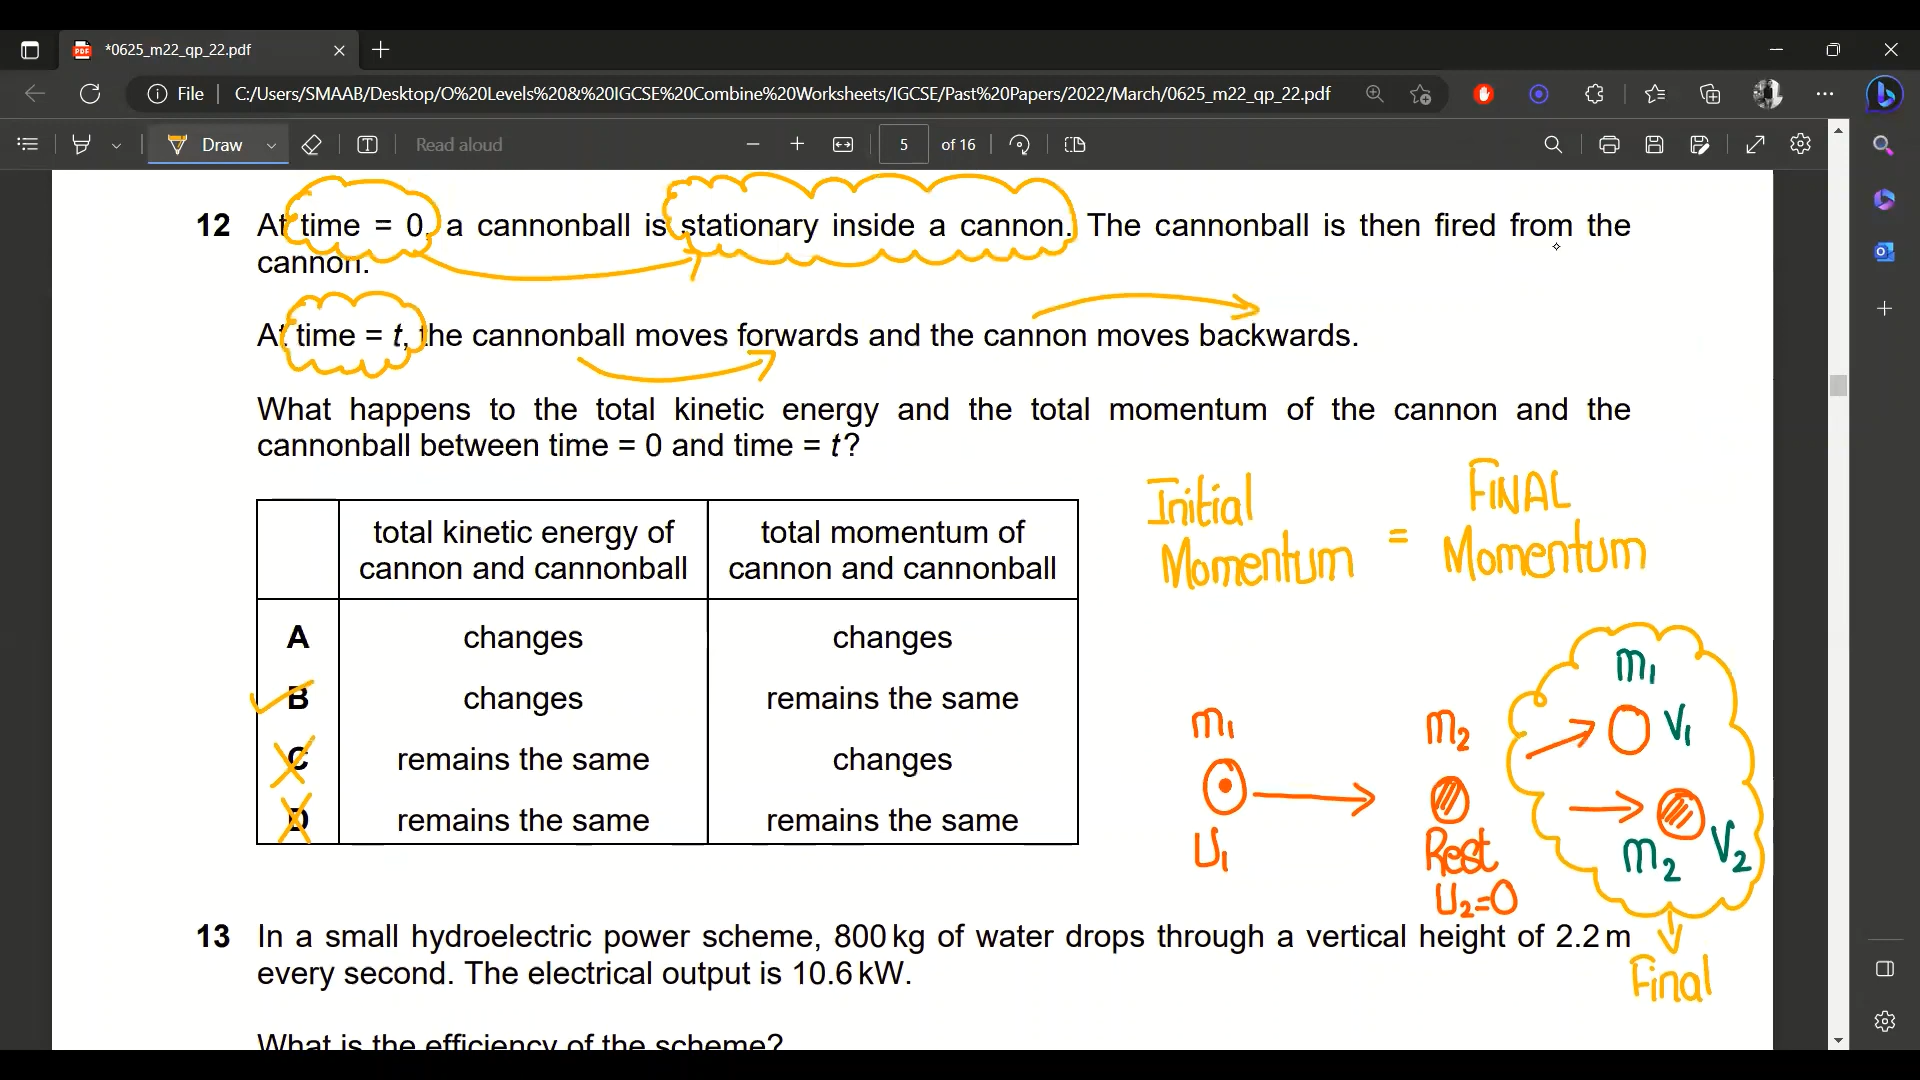 *0625_m22_qp_22.pdf
File C:/Users/SMAAB/Desktop/O%20Levels%20&%20IGCSE%20Combine%20Worksheets/IGCSE/Past%20Papers/2022/March/0625_m22_qp_22.pdf
Draw Read aloud 5 of 16
12 At time = 0, a cannonball is stationary inside a cannon. The cannonball is then fired from the
cannon.
At time = t, the cannonball moves forwards and the cannon moves backwards.
What happens to the total kinetic energy and the total momentum of the cannon and the
cannonball between time = 0 and time = t?
total kinetic energy of
cannon and cannonball
total momentum of
cannon and cannonball
A changes changes
B changes remains the same
C remains the same changes
D remains the same remains the same
Initial
Momentum
=
FINAL
Momentum
m1
U1
m2
Rest
U2=0
m1
V1
m2
V2
Final
13 In a small hydroelectric power scheme, 800 kg of water drops through a vertical height of 2.2 m
every second. The electrical output is 10.6 kW.
What is the efficiency of the scheme?